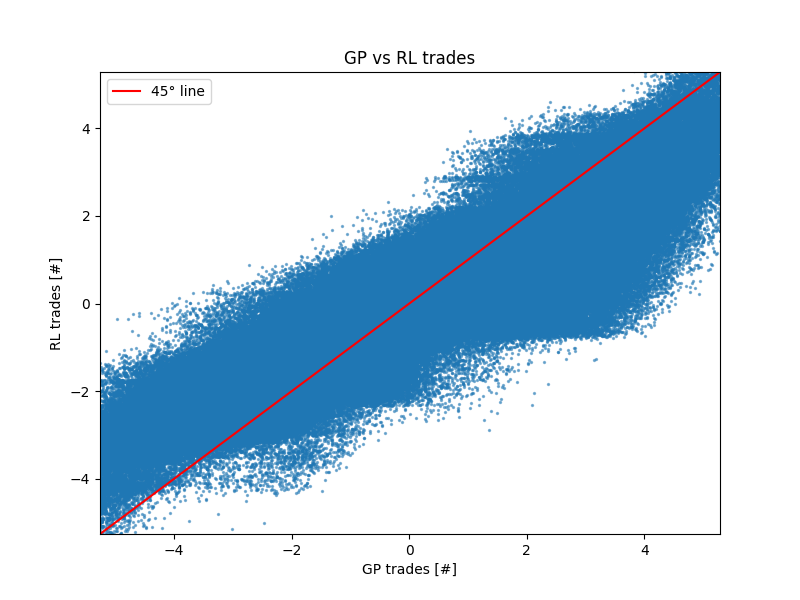 GP vs RL trades
45° line
RL trades [#]
4
2
0
−2
−4
−4 −2 0 2 4
GP trades [#]